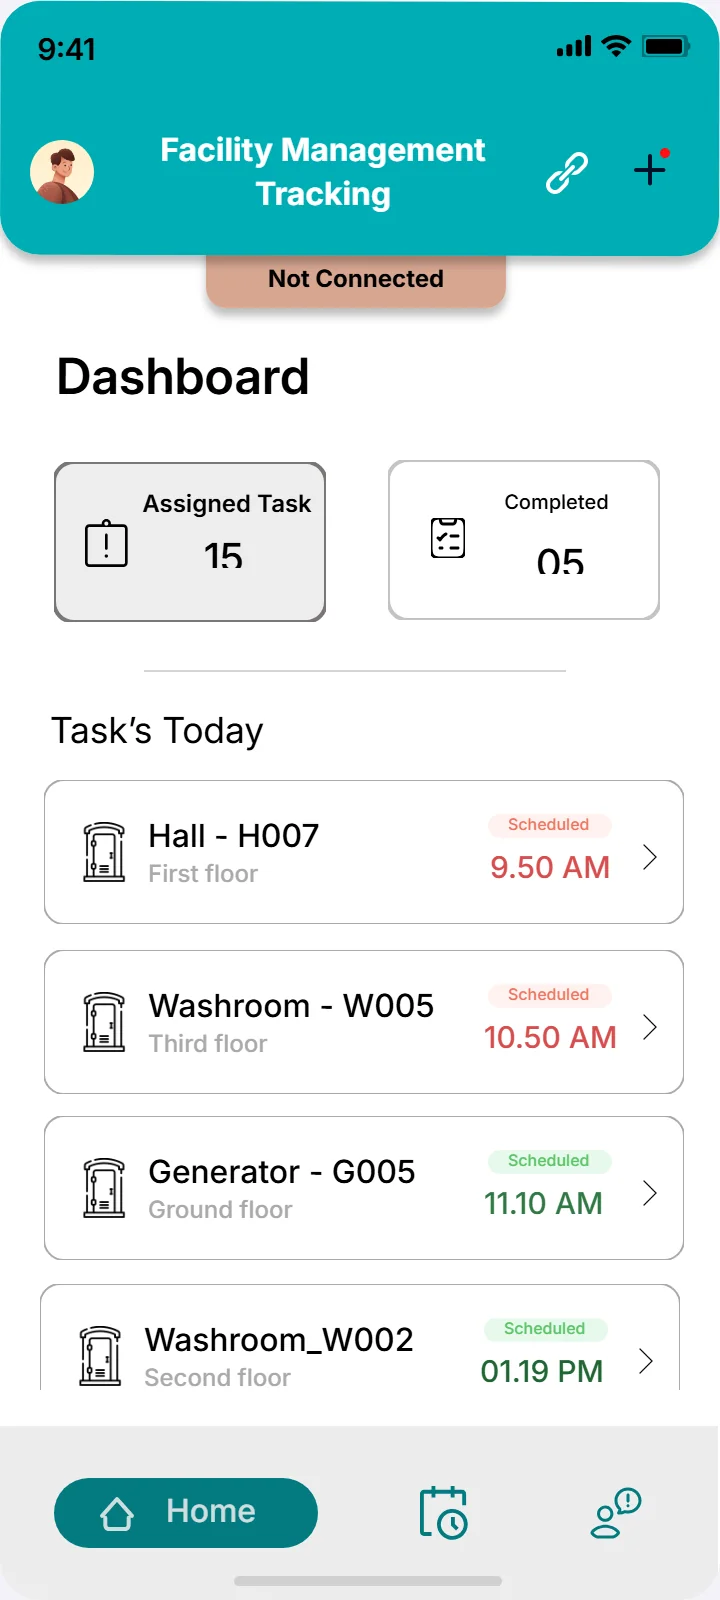 9:41
Facility Management
Tracking
Not Connected
Dashboard
Assigned Task
15
Completed
05
Task’s Today
Hall - H007
First floor
Scheduled
9.50 AM
Washroom - W005
Third floor
Scheduled
10.50 AM
Generator - G005
Ground floor
Scheduled
11.10 AM
Washroom_W002
Second floor
Scheduled
01.19 PM
Home